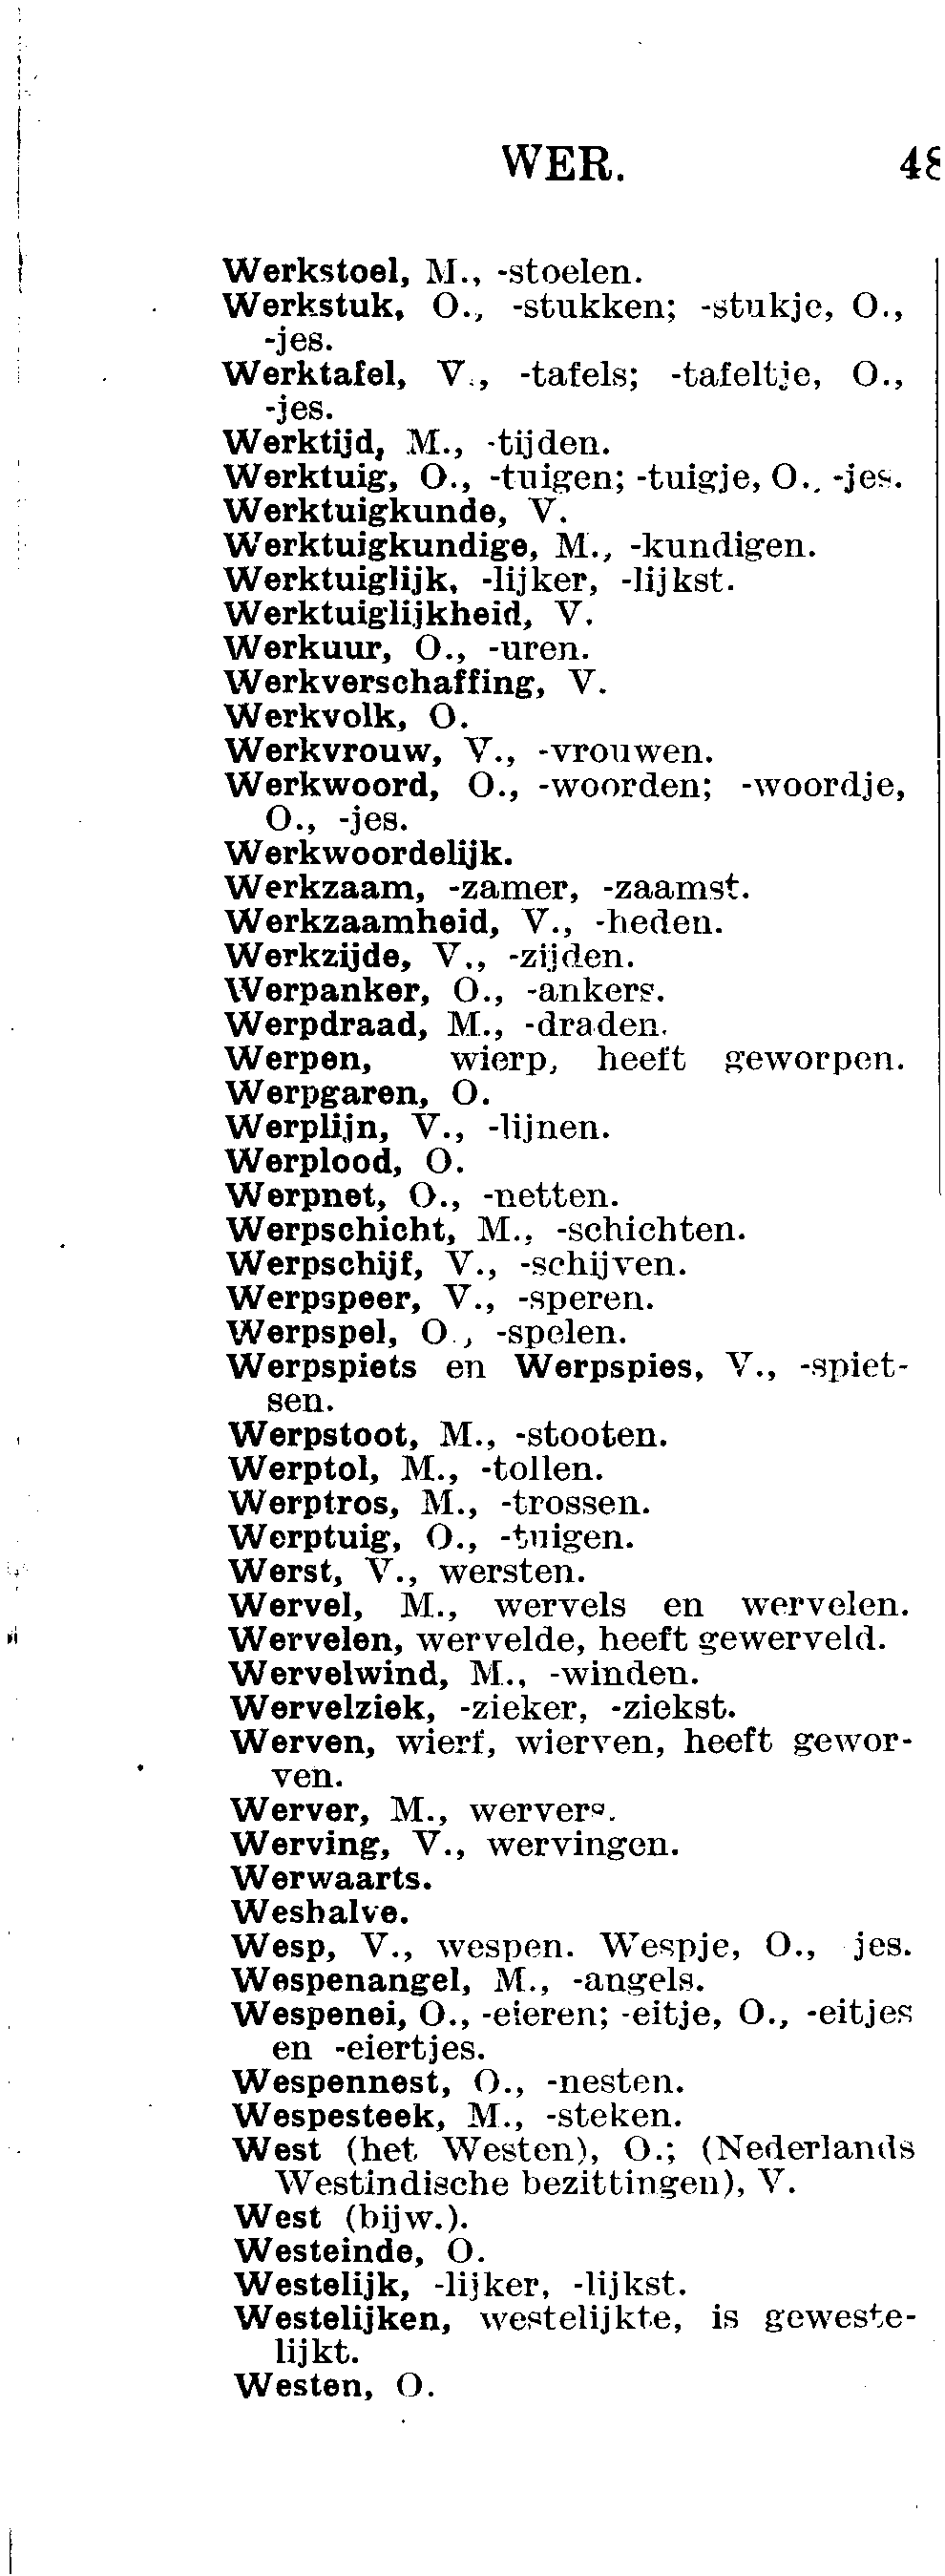 WER.
Werkstoel, M., -stoelen.
Werkstuk, O., -stukken; -stukje, O.,
-jes.
Werktafel, V., -tafels; -tafeltje, O.,
-jes.
Werktijd, M., -tijden.
Werktuig, O., -tuigen; -tuigje, O., -jes.
Werktuigkunde, V.
Werktuigkundige, M., -kundigen.
Werktuiglijk, -lijker, -lijkst.
Werktuiglijkheid, V.
Werkuur, O., -uren.
Werkverschaffing, V.
Werkvolk, O.
Werkvrouw, V., -vrouwen.
Werkwoord, O., -woorden; -woordje,
O., -jes.
Werkwoordelijk.
Werkzaam, -zamer, -zaamst.
Werkzaamheid, V., -heden.
Werkzijde, V., -zijden.
Werpanker, O., -ankers.
Werpdraad, M., -draden.
Werpen, wierp, heeft geworpen.
Werpgaren, O.
Werplijn, V., -lijnen.
Werplood, O.
Werpnet, O., -netten.
Werpschicht, M., -schichten.
Werpschijf, V., -schijven.
Werpspeer, V., -speren.
Werpspel, O., -spelen.
Werpspiets en Werpspies, V., -spiet-
sen.
Werpstoot, M., -stooten.
Werptol, M., -tollen.
Werptros, M., -trossen.
Werptuig, O., -tuigen.
Werst, V., wersten.
Wervel, M., wervels en wervelen.
Wervelen, wervelde, heeft gewerveld.
Wervelwind, M., -winden.
Wervelziek, -zieker, -ziekst.
Werven, wierf, wierven, heeft gewor-
ven.
Werver, M., wervers.
Werving, V., wervingen.
Werwaarts.
Weshalve.
Wesp, V., wespen. Wespje, O., jes.
Wespenangel, M., -angels.
Wespenei, O., -eieren; -eitje, O., -eitjes
en -eiertjes.
Wespennest, O., -nesten.
Wespesteek, M., -steken.
West (het Westen), O.; (Nederlands
Westindische bezittingen), V.
West (bijw.).
Westeinde, O.
Westelijk, -lijker, -lijkst.
Westelijken, westelijkte, is geweste-
lijkt.
Westen, O.